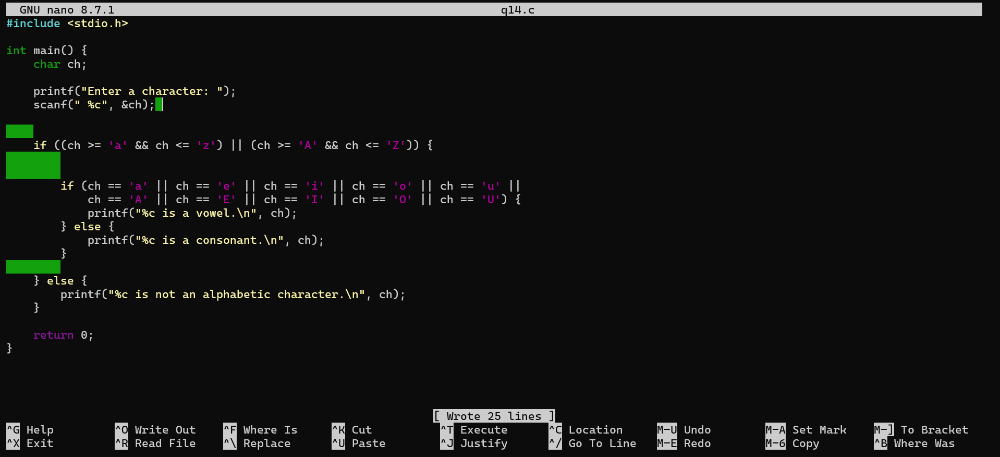 GNU nano 8.7.1 q14.c
#include <stdio.h>
int main() {
    char ch;
    printf("Enter a character: ");
    scanf(" %c", &ch);
    if ((ch >= 'a' && ch <= 'z') || (ch >= 'A' && ch <= 'Z')) {
        if (ch == 'a' || ch == 'e' || ch == 'i' || ch == 'o' || ch == 'u' ||
            ch == 'A' || ch == 'E' || ch == 'I' || ch == 'O' || ch == 'U') {
            printf("%c is a vowel.\n", ch);
        } else {
            printf("%c is a consonant.\n", ch);
        }
    } else {
        printf("%c is not an alphabetic character.\n", ch);
    }
    return 0;
}
[ Wrote 25 lines ]
^G Help ^O Write Out ^F Where Is ^K Cut ^T Execute ^C Location M-U Undo M-A Set Mark M-] To Bracket
^X Exit ^R Read File ^\ Replace ^U Paste ^J Justify ^/ Go To Line M-E Redo M-6 Copy ^B Where Was